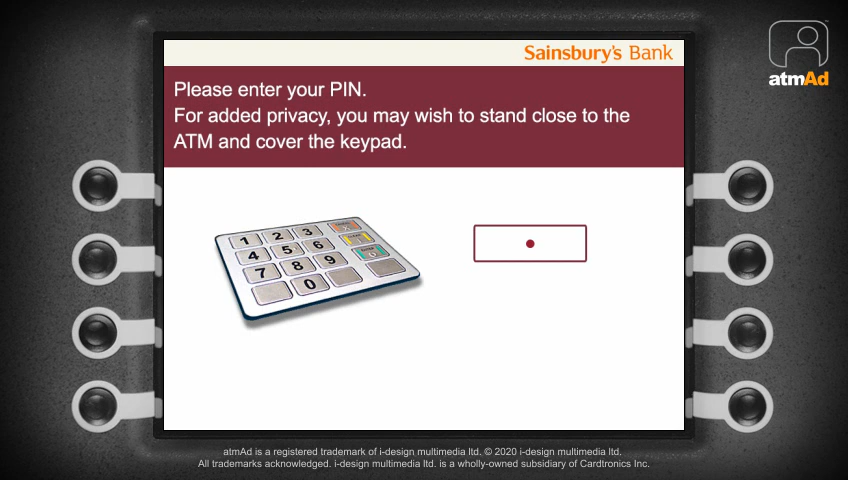 Sainsbury's Bank
atmAd
Please enter your PIN.
For added privacy, you may wish to stand close to the
ATM and cover the keypad.
1 2 3
4 5 6
7 8 9
0
atmAd is a registered trademark of i-design multimedia ltd. © 2020 i-design multimedia ltd.
All trademarks acknowledged. i-design multimedia ltd. is a wholly-owned subsidiary of Cardtronics Inc.